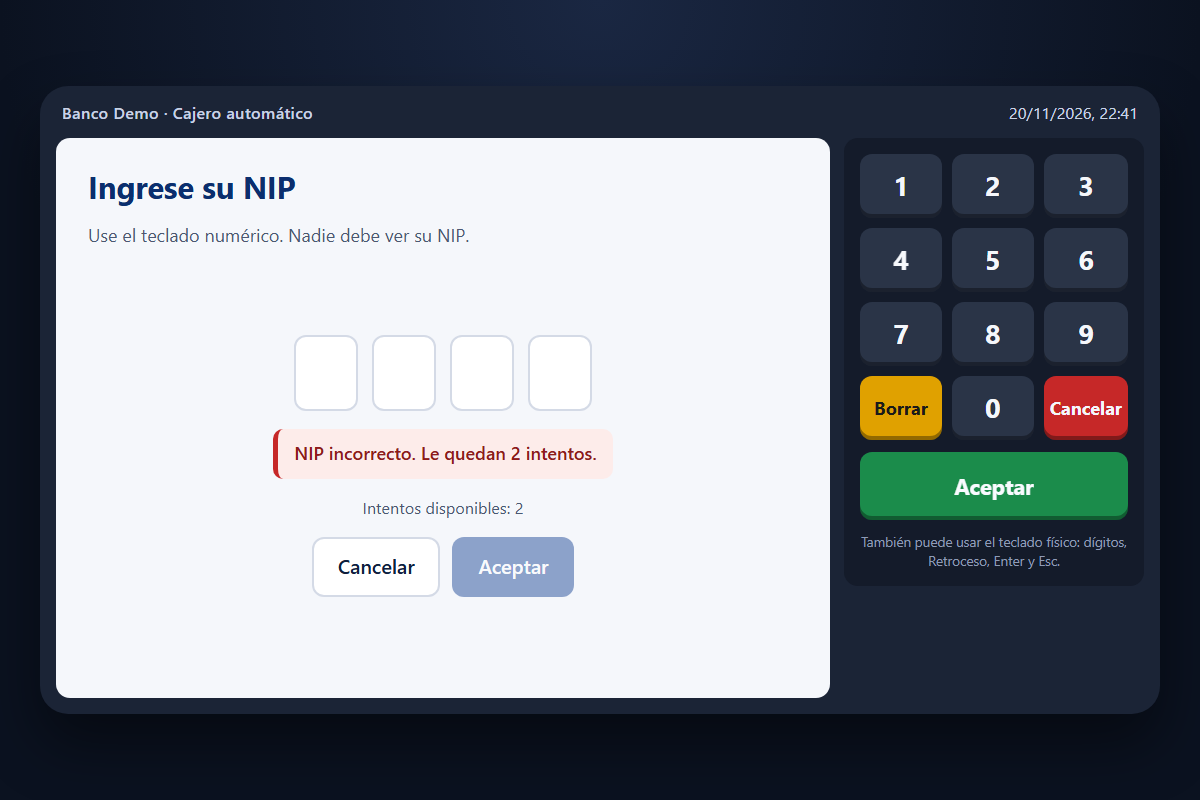 Banco Demo · Cajero automático
20/11/2026, 22:41
Ingrese su NIP
Use el teclado numérico. Nadie debe ver su NIP.
NIP incorrecto. Le quedan 2 intentos.
Intentos disponibles: 2
Cancelar
Aceptar
1
2
3
4
5
6
7
8
9
Borrar
0
Cancelar
Aceptar
También puede usar el teclado físico: dígitos,
Retroceso, Enter y Esc.